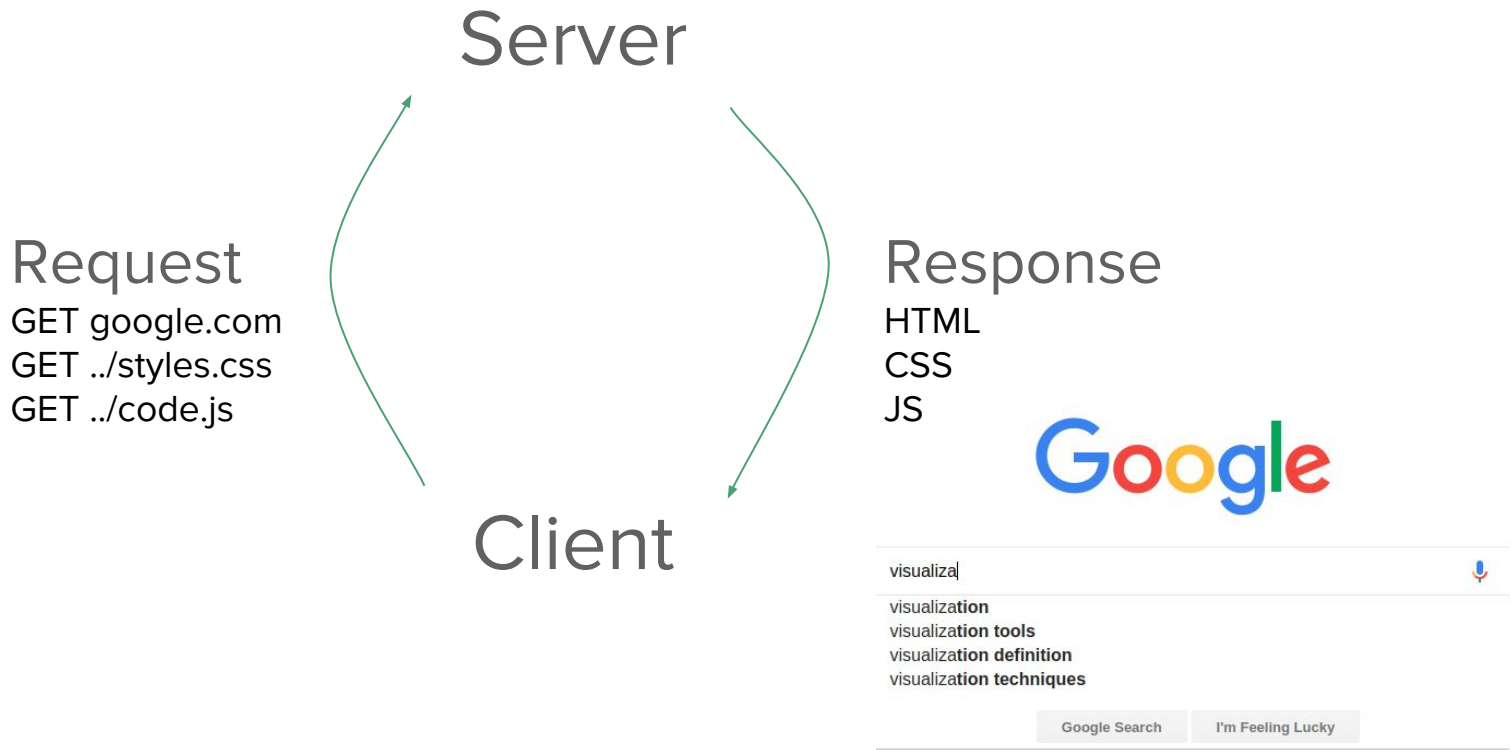 Server
Request
GET google.com
GET ../styles.css
GET ../code.js
Response
HTML
CSS
JS
Client
Google
visualiza
visualization
visualization tools
visualization definition
visualization techniques
Google Search
I'm Feeling Lucky